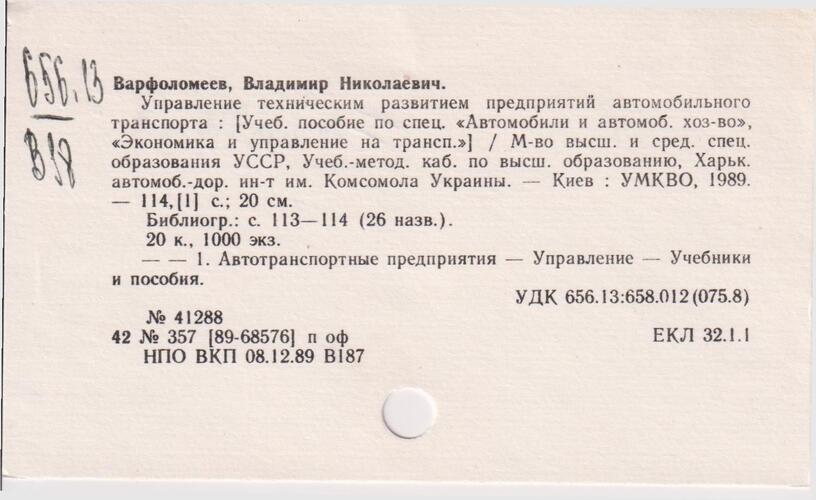 656.13
В18
Варфоломеев, Владимир Николаевич.
Управление техническим развитием предприятий автомобильного
транспорта : [Учеб. пособие по спец. «Автомобили и автомоб. хоз-во»,
«Экономика и управление на трансп.»] / М-во высш. и сред. спец.
образования УССР, Учеб.-метод. каб. по высш. образованию, Харьк.
автомоб.-дор. ин-т им. Комсомола Украины. — Киев : УМКВО, 1989.
— 114,[1] с.; 20 см.
Библиогр.: с. 113—114 (26 назв.).
20 к., 1000 экз.
— — 1. Автотранспортные предприятия — Управление — Учебники
и пособия.
УДК 656.13:658.012(075.8)
№ 41288
42 № 357 [89-68576] п оф ЕКЛ 32.1.1
НПО ВКП 08.12.89 В187